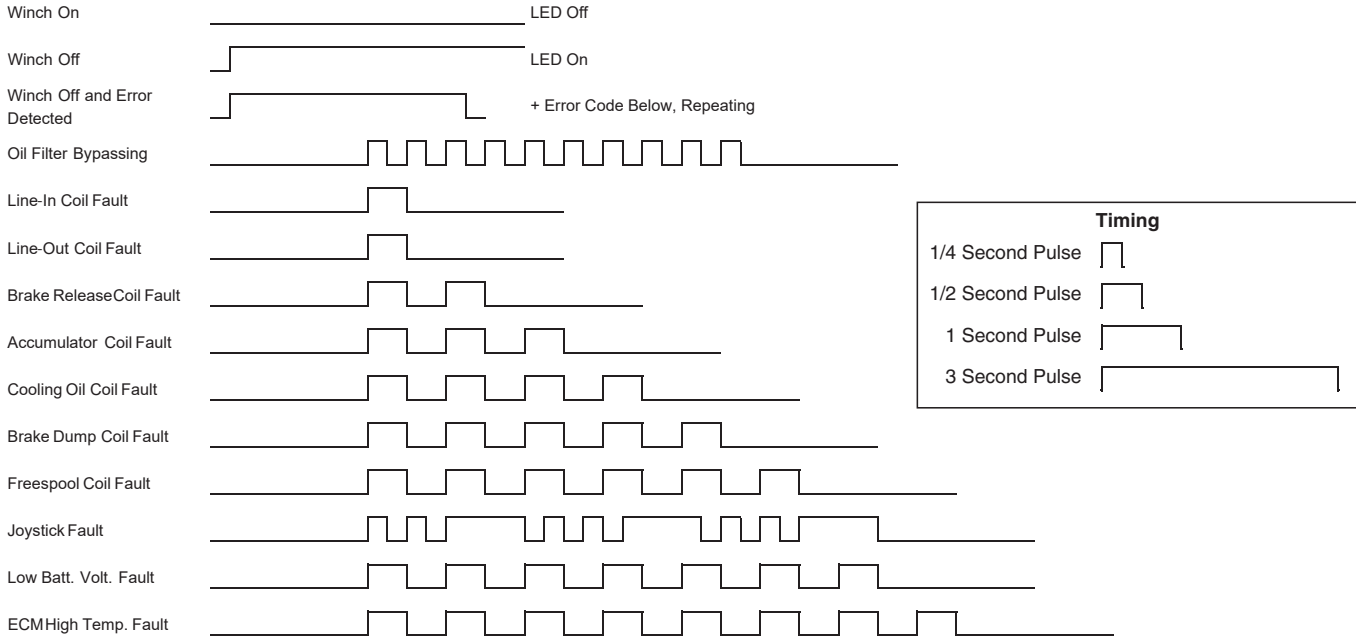 Winch On
LED Off
Winch Off
LED On
Winch Off and Error
Detected
+ Error Code Below, Repeating
Oil Filter Bypassing
Line-In Coil Fault
Line-Out Coil Fault
Brake Release Coil Fault
Accumulator Coil Fault
Cooling Oil Coil Fault
Brake Dump Coil Fault
Freespool Coil Fault
Joystick Fault
Low Batt. Volt. Fault
ECM High Temp. Fault
Timing
1/4 Second Pulse
1/2 Second Pulse
1 Second Pulse
3 Second Pulse